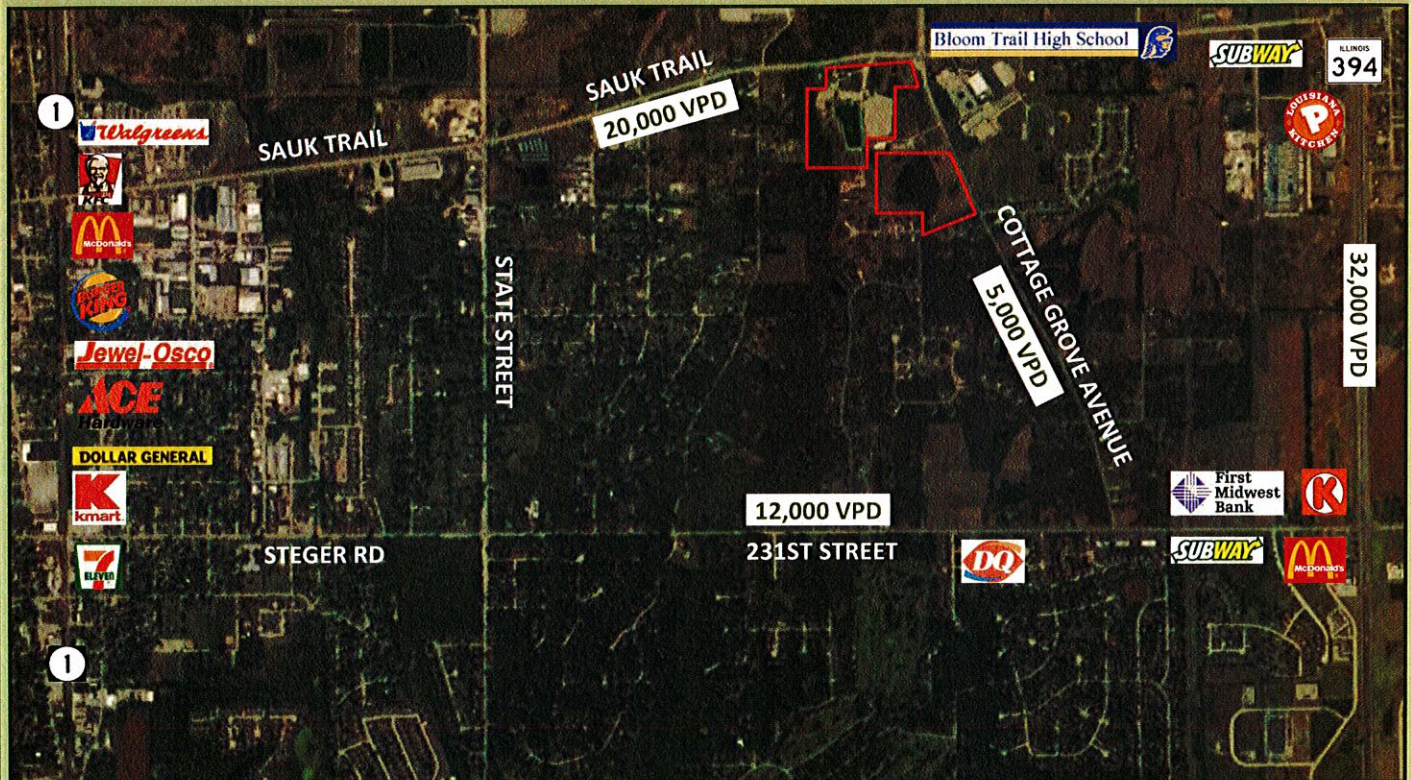 Bloom Trail High School
SUBWAY
ILLINOIS
394
LOUISIANA
KITCHEN
P
SAUK TRAIL
20,000 VPD
1
Walgreens
SAUK TRAIL
KFC
McDonald's
BURGER
KING
Jewel-Osco
ACE
Hardware
DOLLAR GENERAL
K
kmart
7
ELEVEN
STATE STREET
COTTAGE GROVE AVENUE
5,000 VPD
32,000 VPD
First
Midwest
Bank
K
12,000 VPD
STEGER RD
231ST STREET
DQ
SUBWAY
McDonald's
1